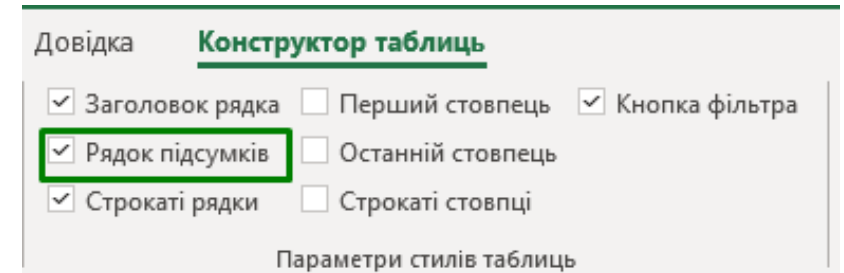 Довідка Конструктор таблиць
Заголовок рядка Перший стовпець Кнопка фільтра
Рядок підсумків Останній стовпець
Строкаті рядки Строкаті стовпці
Параметри стилів таблиць